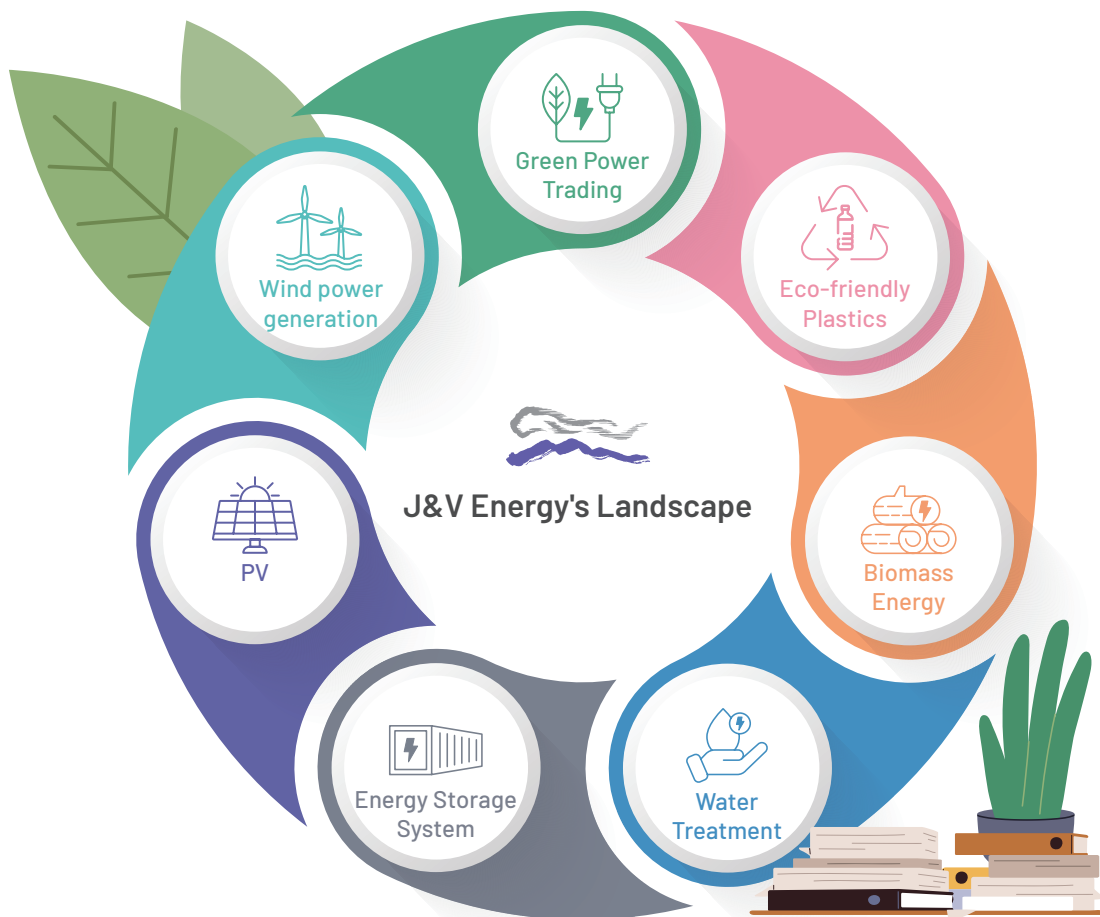 Green Power
Trading
Eco-friendly
Plastics
Wind power
generation
J&V Energy's Landscape
PV
Biomass
Energy
Energy Storage
System
Water
Treatment